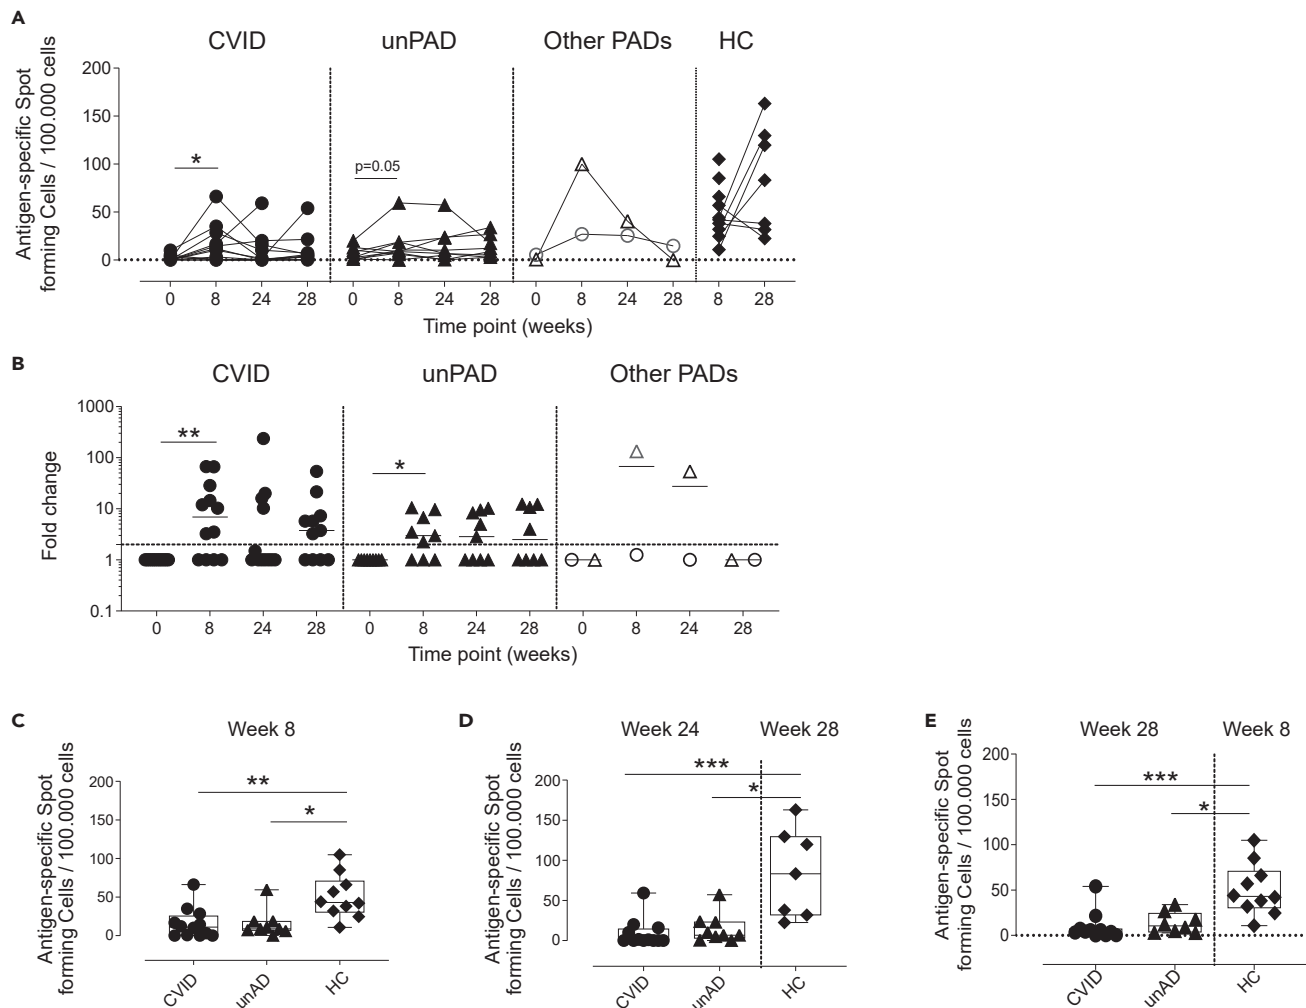 A
CVID unPAD Other PADs HC
Antigen-specific Spot
forming Cells / 100.000 cells
200
150
100
50
0
*
p=0.05
0 8 24 28 0 8 24 28 0 8 24 28 8 28
Time point (weeks)
B
CVID unPAD Other PADs
Fold change
1000
100
10
1
0.1
**
*
0 8 24 28 0 8 24 28 0 8 24 28
Time point (weeks)
C
Week 8
Antigen-specific Spot
forming Cells / 100.000 cells
200
150
100
50
0
**
*
CVID unAD HC
D
Week 24 Week 28
Antigen-specific Spot
forming Cells / 100.000 cells
200
150
100
50
0
***
*
CVID unAD HC
E
Week 28 Week 8
Antigen-specific Spot
forming Cells / 100.000 cells
200
150
100
50
0
***
*
CVID unAD HC